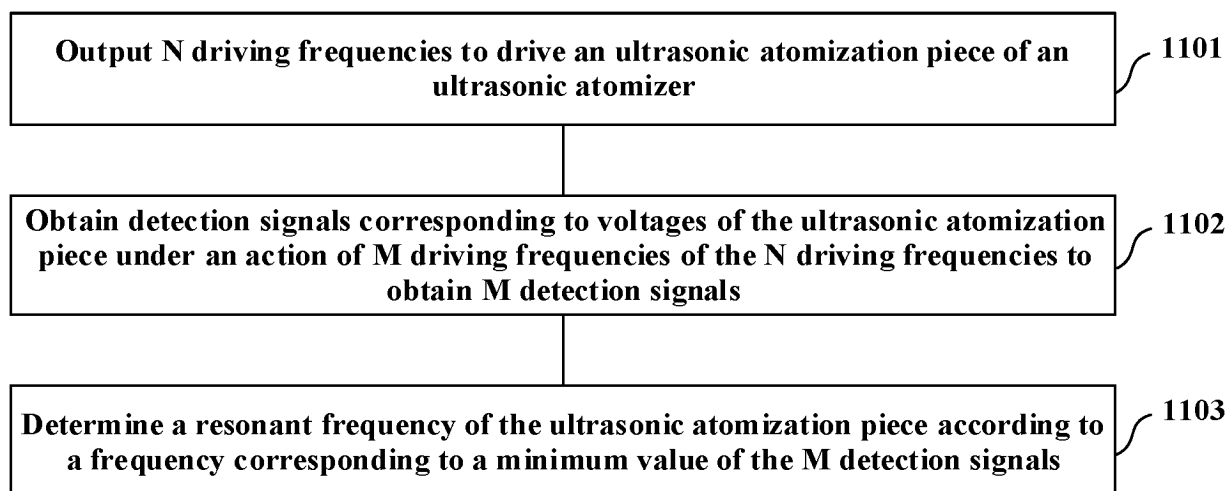 Output N driving frequencies to drive an ultrasonic atomization piece of an
ultrasonic atomizer
1101
Obtain detection signals corresponding to voltages of the ultrasonic atomization
piece under an action of M driving frequencies of the N driving frequencies to
obtain M detection signals
1102
Determine a resonant frequency of the ultrasonic atomization piece according to
a frequency corresponding to a minimum value of the M detection signals
1103